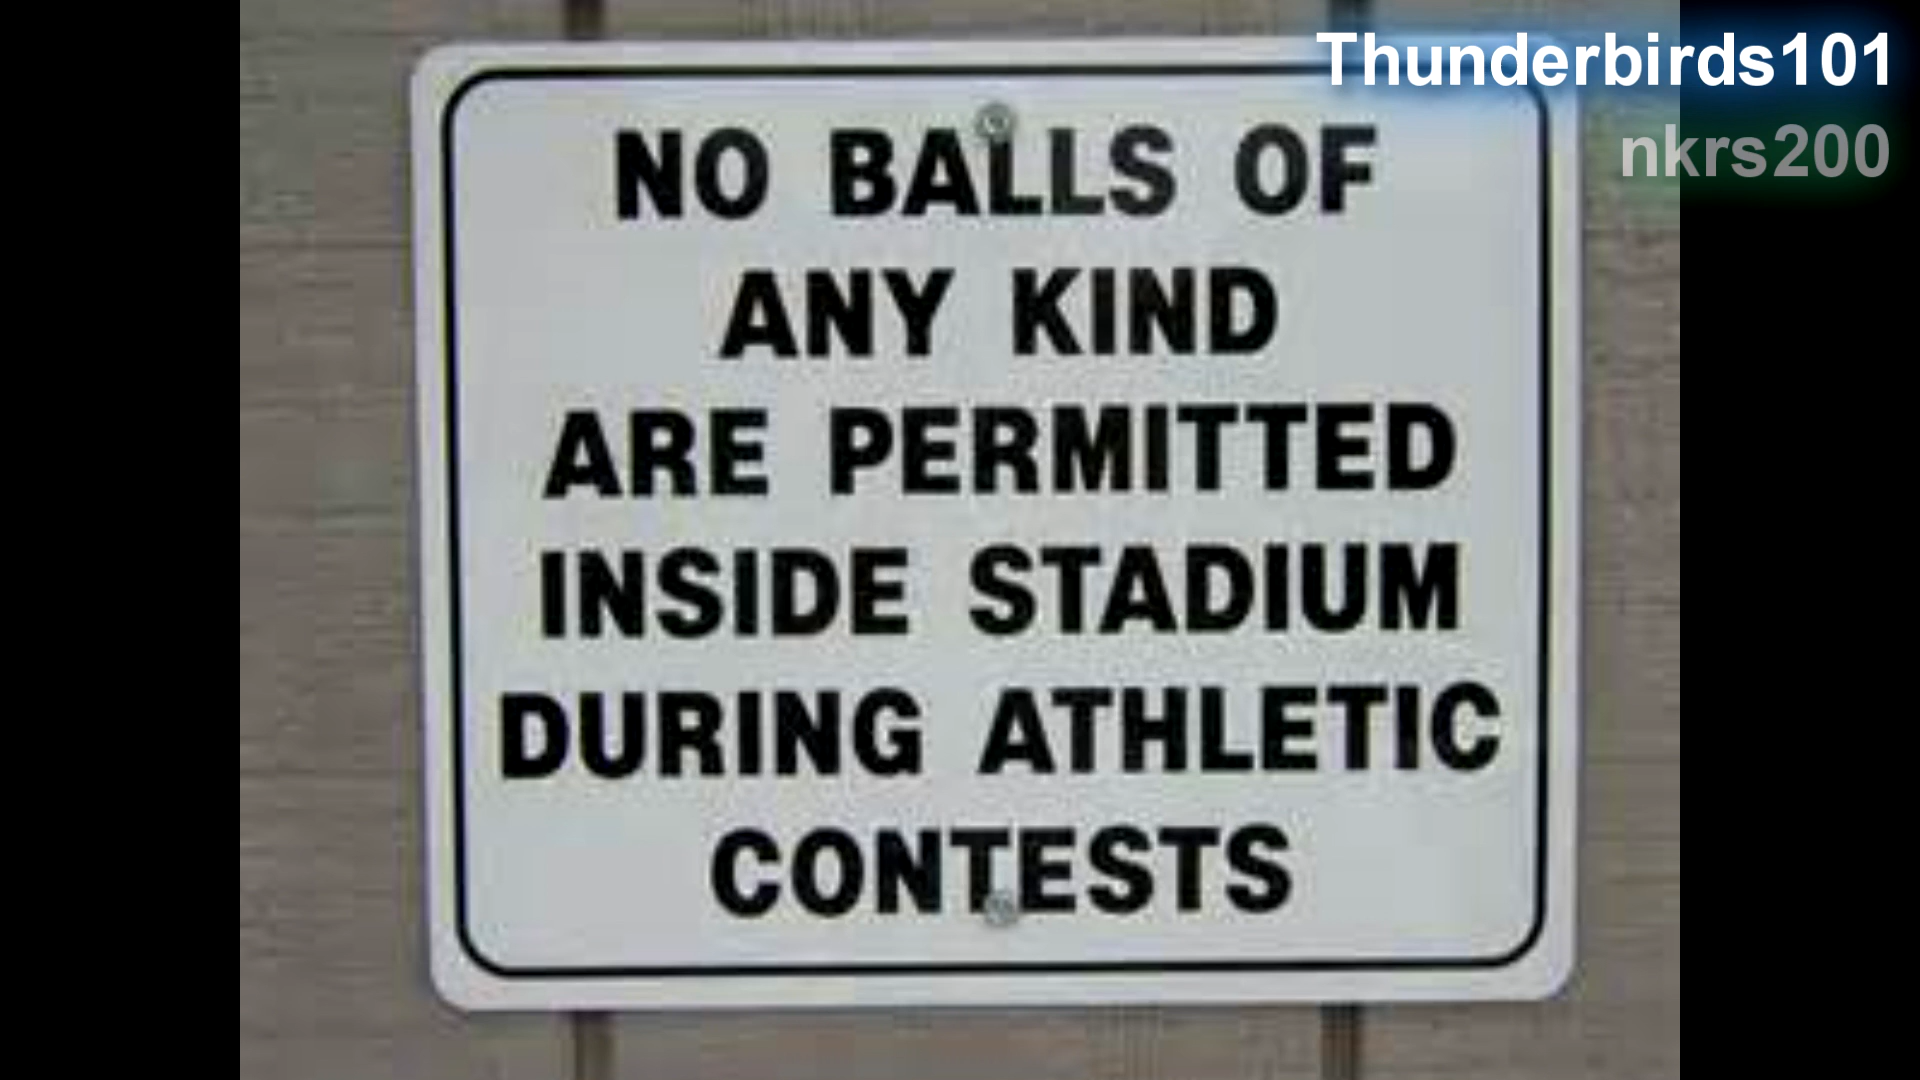 Thunderbirds101
nkrs200
NO BALLS OF
ANY KIND
ARE PERMITTED
INSIDE STADIUM
DURING ATHLETIC
CONTESTS